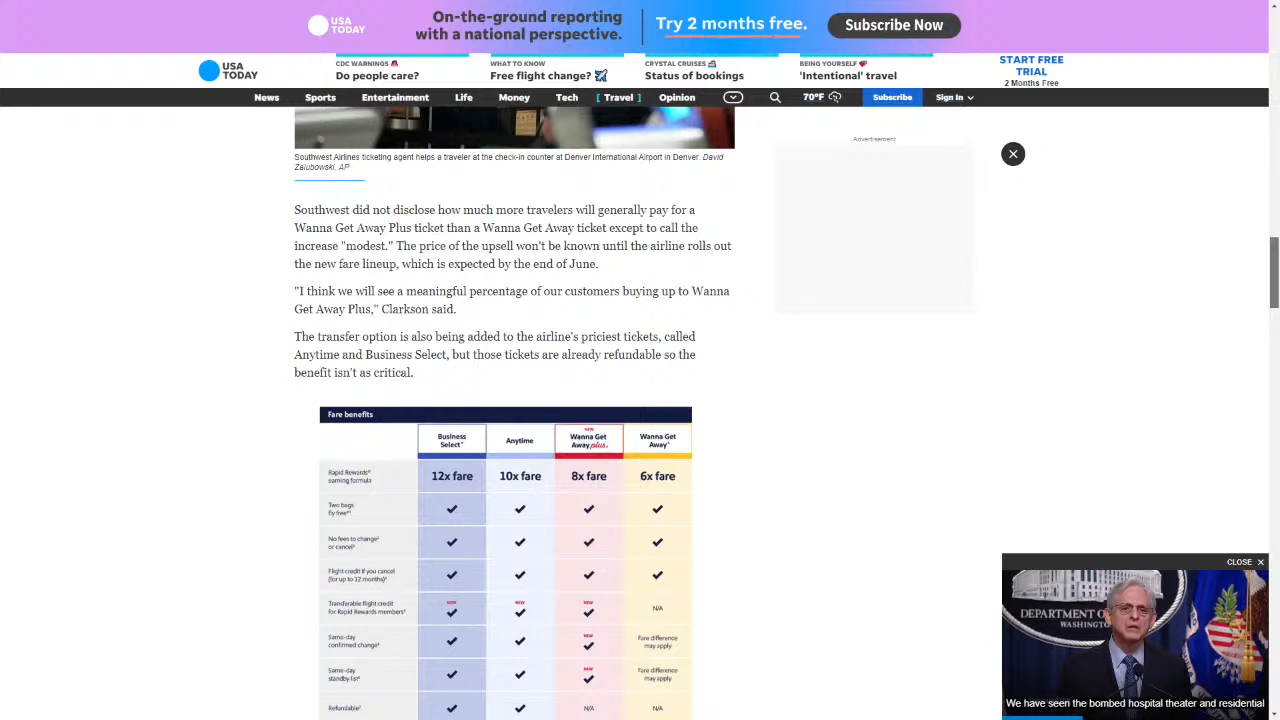 USA
TODAY
On-the-ground reporting
with a national perspective.
Try 2 months free.
Subscribe Now
USA
TODAY
CDC WARNINGS
Do people care?
WHAT TO KNOW
Free flight change?
CRYSTAL CRUISES
Status of bookings
BEING YOURSELF
'Intentional' travel
START FREE
TRIAL
2 Months Free
News Sports Entertainment Life Money Tech [ Travel ] Opinion 70°F Subscribe Sign In
Advertisement
Southwest Airlines ticketing agent helps a traveler at the check-in counter at Denver International Airport in Denver. David
Zalubowski, AP
Southwest did not disclose how much more travelers will generally pay for a
Wanna Get Away Plus ticket than a Wanna Get Away ticket except to call the
increase "modest." The price of the upsell won't be known until the airline rolls out
the new fare lineup, which is expected by the end of June.
"I think we will see a meaningful percentage of our customers buying up to Wanna
Get Away Plus," Clarkson said.
The transfer option is also being added to the airline's priciest tickets, called
Anytime and Business Select, but those tickets are already refundable so the
benefit isn't as critical.
Fare benefits
Business
Select®
Anytime
NEW
Wanna Get
Away plus.
Wanna Get
Away®
Rapid Rewards®
earning formula
12x fare 10x fare 8x fare 6x fare
Two bags
fly free®
No fees to change
or cancel
Flight credit if you cancel
(for up to 12 months)
Transferable flight credit
for Rapid Rewards members
NEW NEW NEW N/A
Same-day
confirmed change
NEW
Fare difference
may apply
Same-day
standby list
NEW
Fare difference
may apply
Refundable
N/A N/A
CLOSE
DEPARTMENT OF
WASHINGTON
We have seen the bombed hospital theater and residential